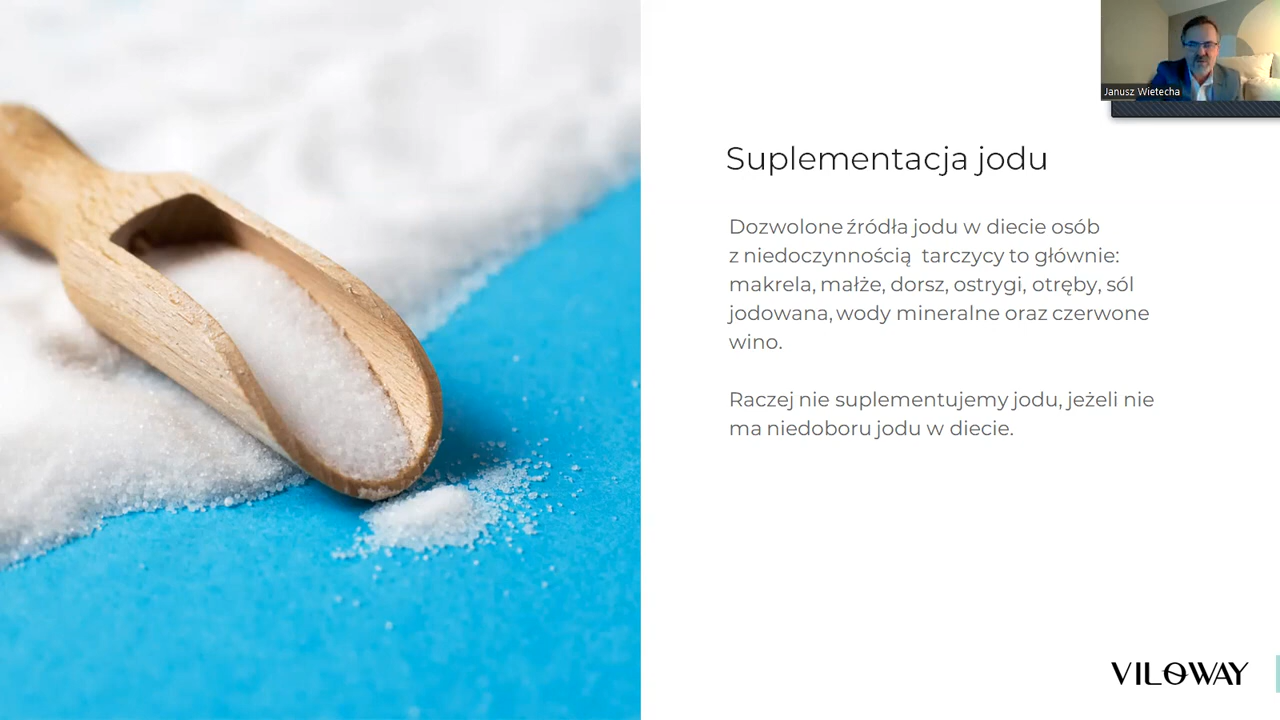 Janusz Wietecha
Suplementacja jodu
Dozwolone źródła jodu w diecie osób
z niedoczynnością tarczycy to głównie:
makrela, małże, dorsz, ostrygi, otręby, sól
jodowana, wody mineralne oraz czerwone
wino.
Raczej nie suplementujemy jodu, jeżeli nie
ma niedoboru jodu w diecie.
VILOWAY